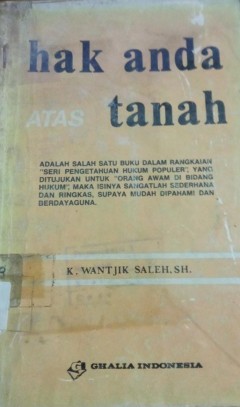 hak anda
ATAS tanah
ADALAH SALAH SATU BUKU DALAM RANGKAIAN
"SERI PENGETAHUAN HUKUM POPULER", YANG
DITUJUKAN UNTUK "ORANG AWAM DI BIDANG
HUKUM", MAKA ISINYA SANGATLAH SEDERHANA
DAN RINGKAS, SUPAYA MUDAH DIPAHAMI DAN
BERDAYAGUNA.
K. WANTJIK SALEH, SH.
GHALIA INDONESIA